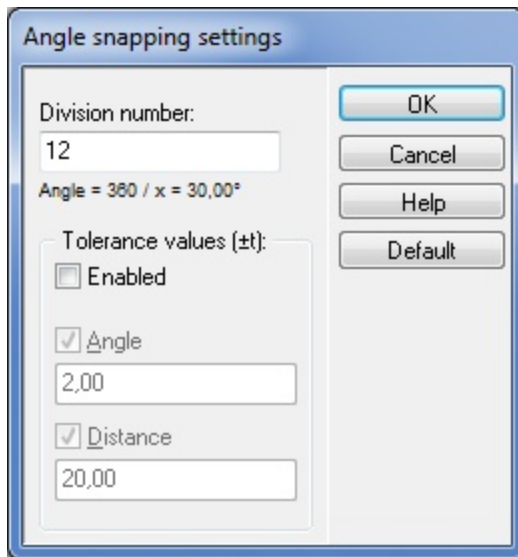 Angle snapping settings
Division number:
12
Angle = 360 / x = 30,00°
Tolerance values (±t):
Enabled
Angle
2,00
Distance
20,00
OK
Cancel
Help
Default